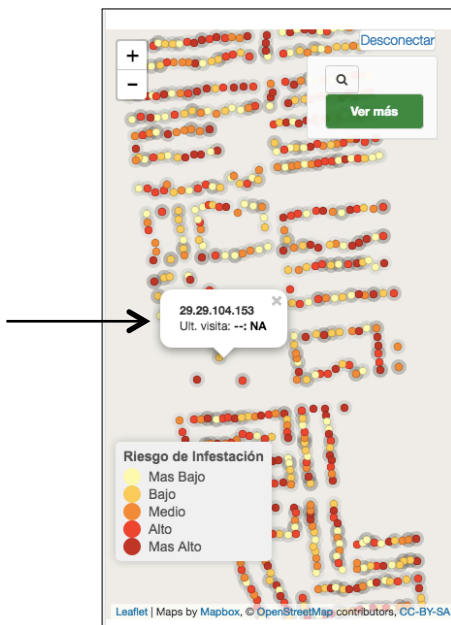 Desconectar
+
−
Ver más
29.29.104.153
Ult. visita: --: NA
×
Riesgo de Infestación
Mas Bajo
Bajo
Medio
Alto
Mas Alto
Leaflet | Maps by Mapbox, © OpenStreetMap contributors, CC-BY-SA